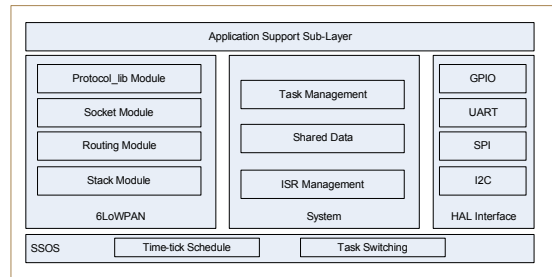 Application Support Sub-Layer
Protocol_lib Module
Socket Module
Routing Module
Stack Module
6LoWPAN
Task Management
Shared Data
ISR Management
System
GPIO
UART
SPI
I2C
HAL Interface
SSOS
Time-tick Schedule
Task Switching